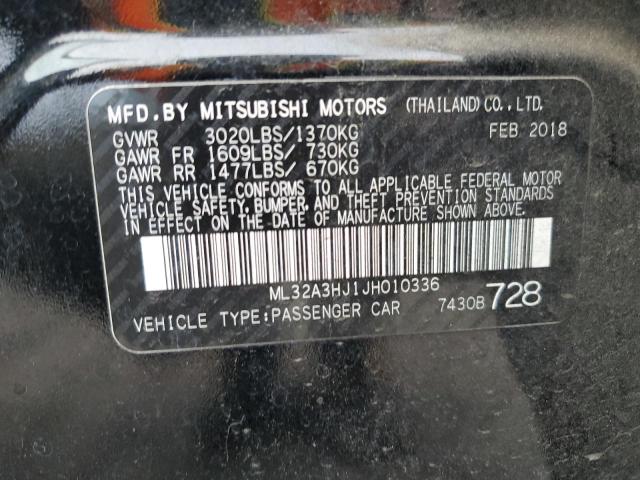 MFD.BY MITSUBISHI MOTORS (THAILAND)CO.,LTD.
GVWR 3020LBS/1370KG FEB 2018
GAWR FR 1609LBS/ 730KG
GAWR RR 1477LBS/ 670KG
THIS VEHICLE CONFORMS TO ALL APPLICABLE FEDERAL MOTOR
VEHICLE SAFETY, BUMPER, AND THEFT PREVENTION STANDARDS
IN EFFECT ON THE DATE OF MANUFACTURE SHOWN ABOVE.
ML32A3HJ1JH010336
VEHICLE TYPE:PASSENGER CAR 7430B 728